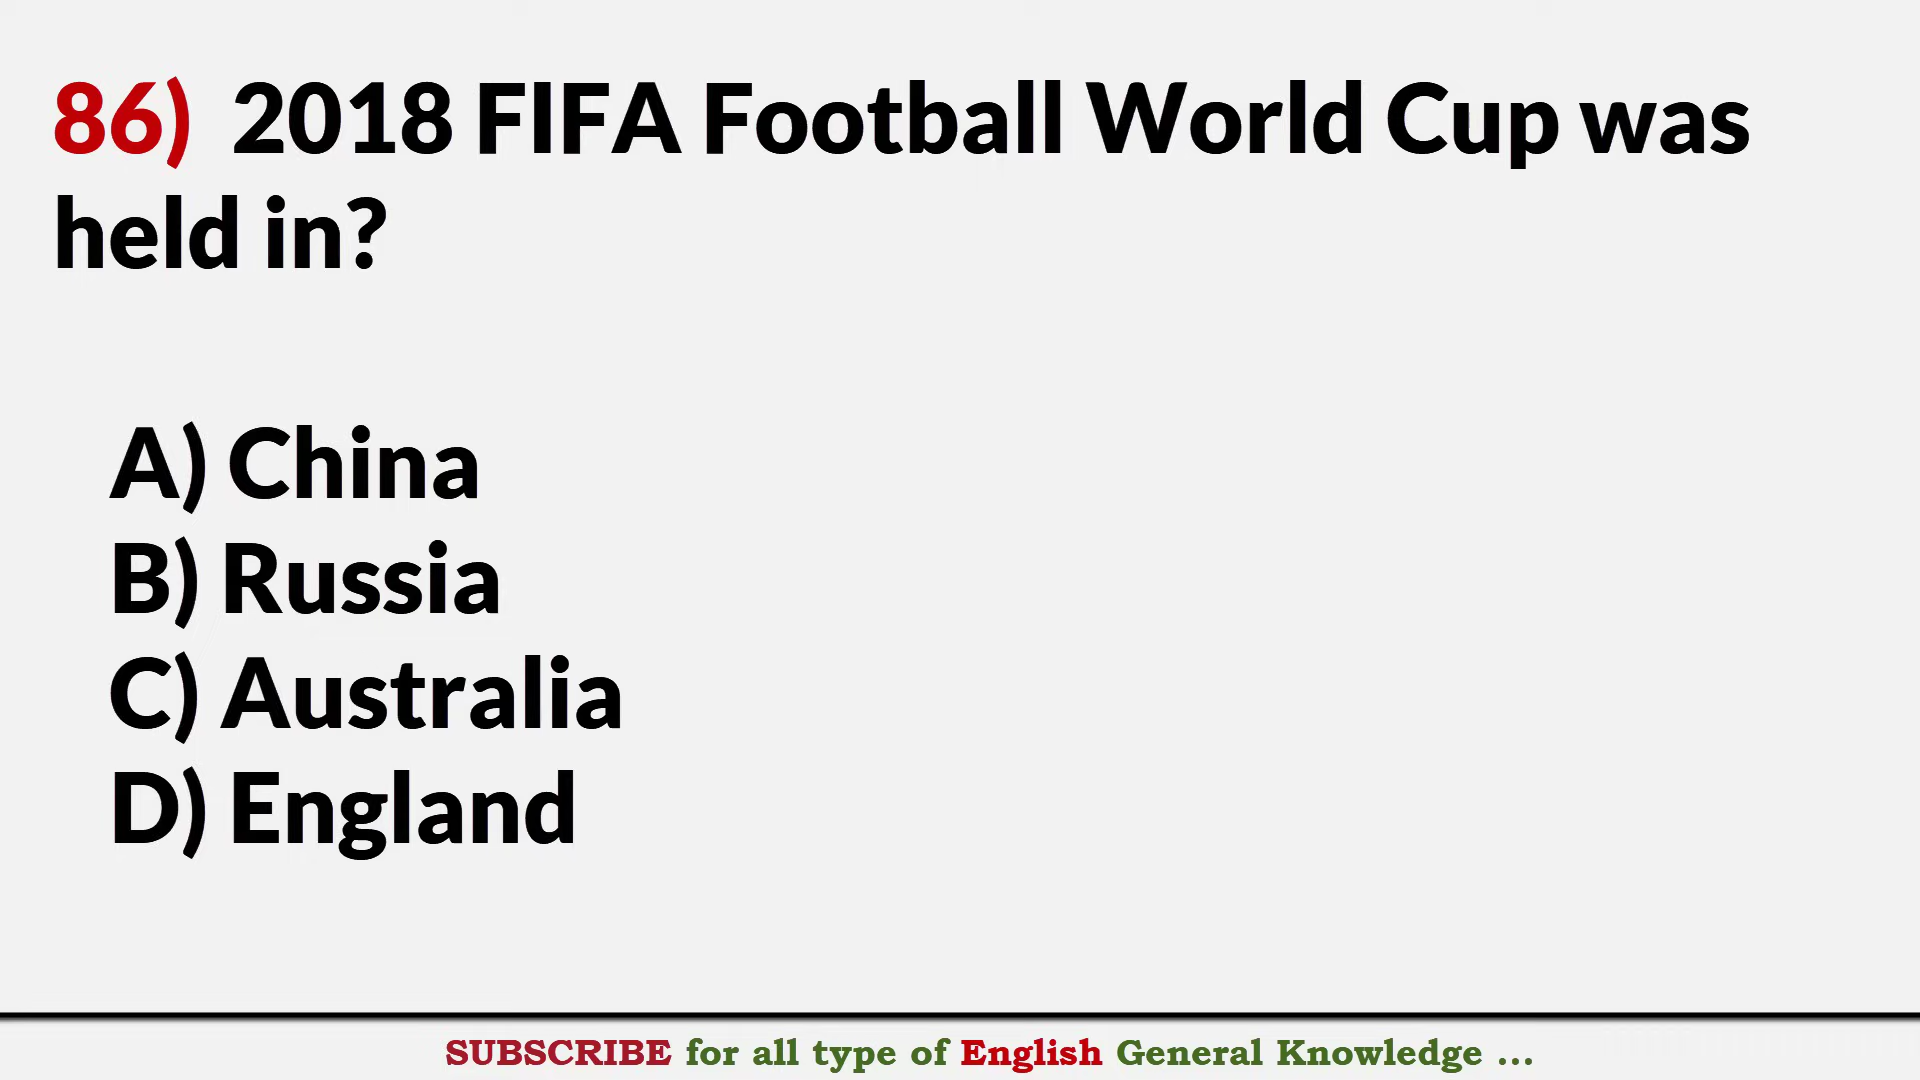 86) 2018 FIFA Football World Cup was
held in?
A) China
B) Russia
C) Australia
D) England
SUBSCRIBE for all type of English General Knowledge ...